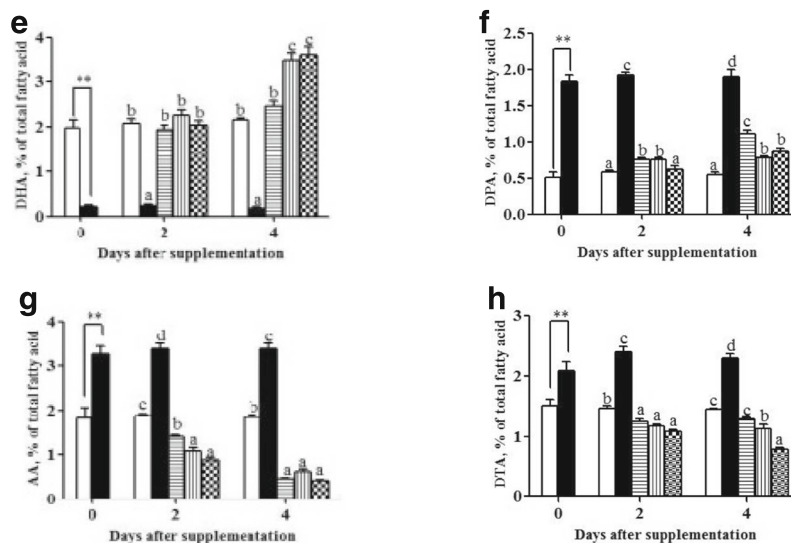 e
DHA, % of total fatty acid
4
3
2
1
0
**
b
a
b
b
b
b
a
b
c
c
0 2 4
Days after supplementation
f
DPA, % of total fatty acid
2.0
1.5
1.0
0.5
0.0
**
a
c
b
b
a
a
d
c
b
b
0 2 4
Days after supplementation
g
AA, % of total fatty acid
4
3
2
1
0
**
c
d
b
a
a
b
c
a
a
a
0 2 4
Days after supplementation
h
DTA, % of total fatty acid
3
2
1
0
**
b
c
a
a
a
c
d
c
b
a
0 2 4
Days after supplementation